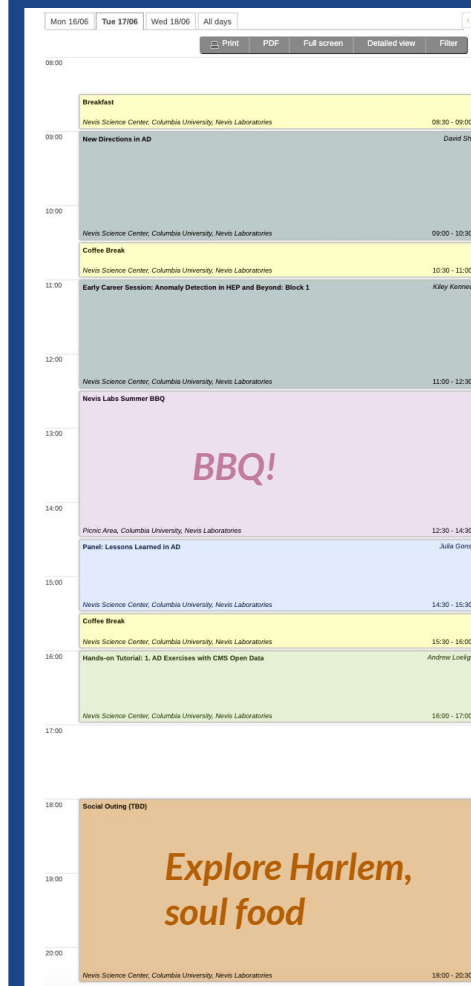 Mon 16/06 Tue 17/06 Wed 18/06 All days
Print PDF Full screen Detailed view Filter
08:00
Breakfast
Nevis Science Center, Columbia University, Nevis Laboratories 08:30 - 09:00
09:00
New Directions in AD David Sh
10:00
Nevis Science Center, Columbia University, Nevis Laboratories 09:00 - 10:30
Coffee Break
Nevis Science Center, Columbia University, Nevis Laboratories 10:30 - 11:00
11:00
Early Career Session: Anomaly Detection in HEP and Beyond: Block 1 Kiley Kenned
12:00
Nevis Science Center, Columbia University, Nevis Laboratories 11:00 - 12:30
Nevis Labs Summer BBQ
13:00
BBQ!
14:00
Picnic Area, Columbia University, Nevis Laboratories 12:30 - 14:30
Panel: Lessons Learned in AD Julia Gons
15:00
Nevis Science Center, Columbia University, Nevis Laboratories 14:30 - 15:30
Coffee Break
Nevis Science Center, Columbia University, Nevis Laboratories 15:30 - 16:00
16:00
Hands-on Tutorial: 1. AD Exercises with CMS Open Data Andrew Loelig
Nevis Science Center, Columbia University, Nevis Laboratories 16:00 - 17:00
17:00
18:00
Social Outing (TBD)
Explore Harlem,
19:00
soul food
20:00
Nevis Science Center, Columbia University, Nevis Laboratories 18:00 - 20:30